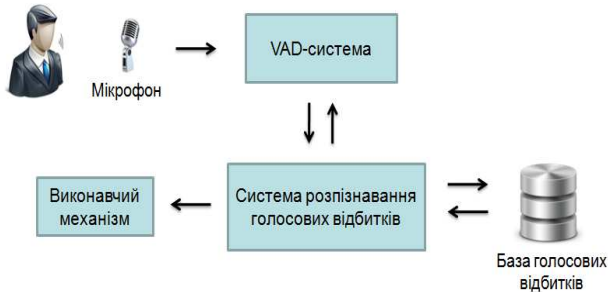 VAD-система
Мікрофон
Виконавчий
механізм
Система розпізнавання
голосових відбитків
База голосових
відбитків